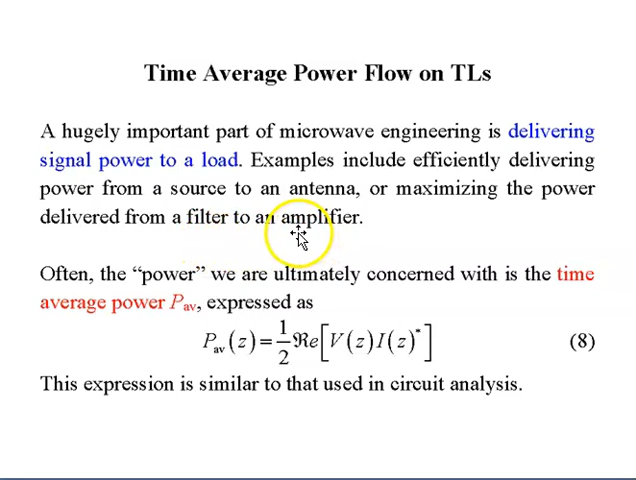 Time Average Power Flow on TLs
A hugely important part of microwave engineering is delivering
signal power to a load. Examples include efficiently delivering
power from a source to an antenna, or maximizing the power
delivered from a filter to an amplifier.
Often, the “power” we are ultimately concerned with is the time
average power P_av, expressed as
P_av(z) = 1/2 ℜe[V(z)I(z)^*] (8)
This expression is similar to that used in circuit analysis.